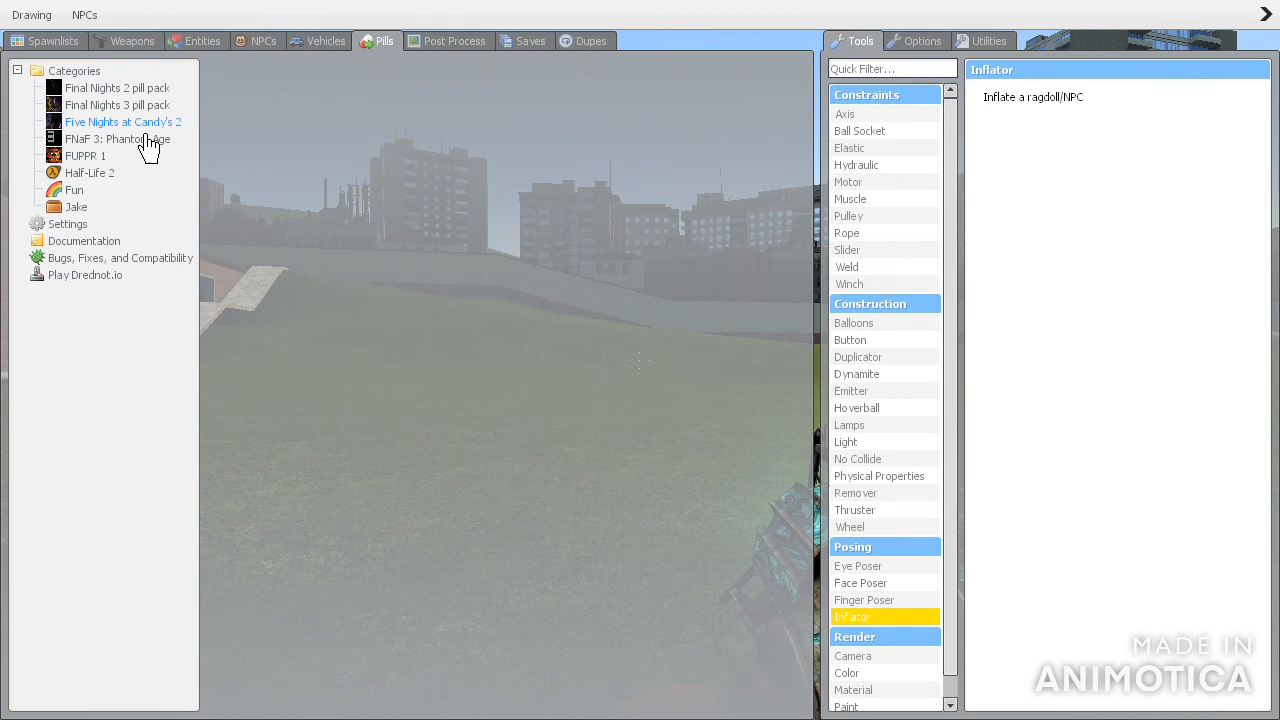 Drawing NPCs
Spawnlists Weapons Entities NPCs Vehicles Pills Post Process Saves Dupes
Categories
Final Nights 2 pill pack
Final Nights 3 pill pack
Five Nights at Candy's 2
FNaF 3: Phantom Age
FUPPR 1
Half-Life 2
Fun
Jake
Settings
Documentation
Bugs, Fixes, and Compatibility
Play Drednot.io
Tools Options Utilities
Quick Filter...
Constraints
Axis
Ball Socket
Elastic
Hydraulic
Motor
Muscle
Pulley
Rope
Slider
Weld
Winch
Construction
Balloons
Button
Duplicator
Dynamite
Emitter
Hoverball
Lamps
Light
No Collide
Physical Properties
Remover
Thruster
Wheel
Posing
Eye Poser
Face Poser
Finger Poser
Inflator
Render
Camera
Color
Material
Paint
Inflator
Inflate a ragdoll/NPC
MADE IN
ANIMOTICA